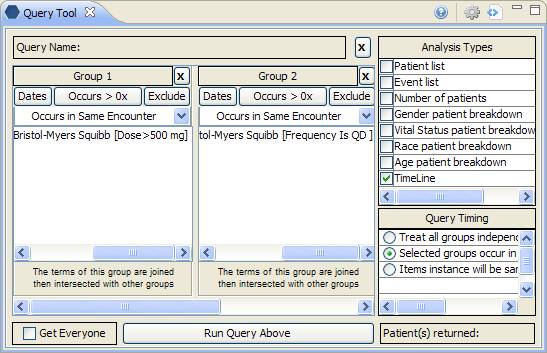 Query Tool
Query Name:
X
Group 1
X
Dates
Occurs > 0x
Exclude
Occurs in Same Encounter
Bristol-Myers Squibb [Dose>500 mg]
The terms of this group are joined
then intersected with other groups
Group 2
X
Dates
Occurs > 0x
Exclude
Occurs in Same Encounter
tol-Myers Squibb [Frequency Is QD ]
The terms of this group are joined
then intersected with other groups
Get Everyone
Run Query Above
Analysis Types
Patient list
Event list
Number of patients
Gender patient breakdown
Vital Status patient breakdow
Race patient breakdown
Age patient breakdown
TimeLine
Query Timing
Treat all groups independ
Selected groups occur in
Items instance will be sar
Patient(s) returned: